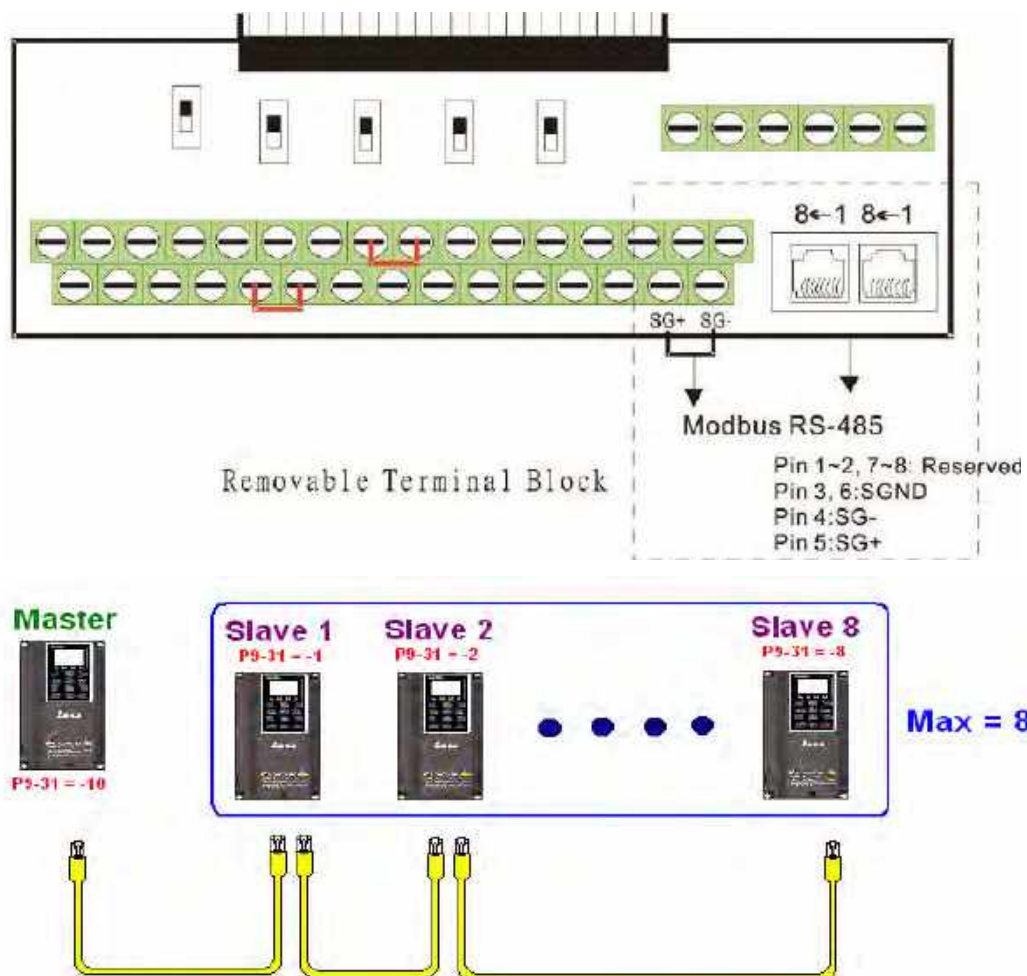 8←1 8←1
SG+ SG-
Modbus RS-485
Pin 1~2, 7~8: Reserved
Pin 3, 6:SGND
Pin 4:SG-
Pin 5:SG+
Removable Terminal Block
Master
P9-31 = -10
Slave 1
P9-31 = -1
Slave 2
P9-31 = -2
Slave 8
P9-31 = -8
Max = 8